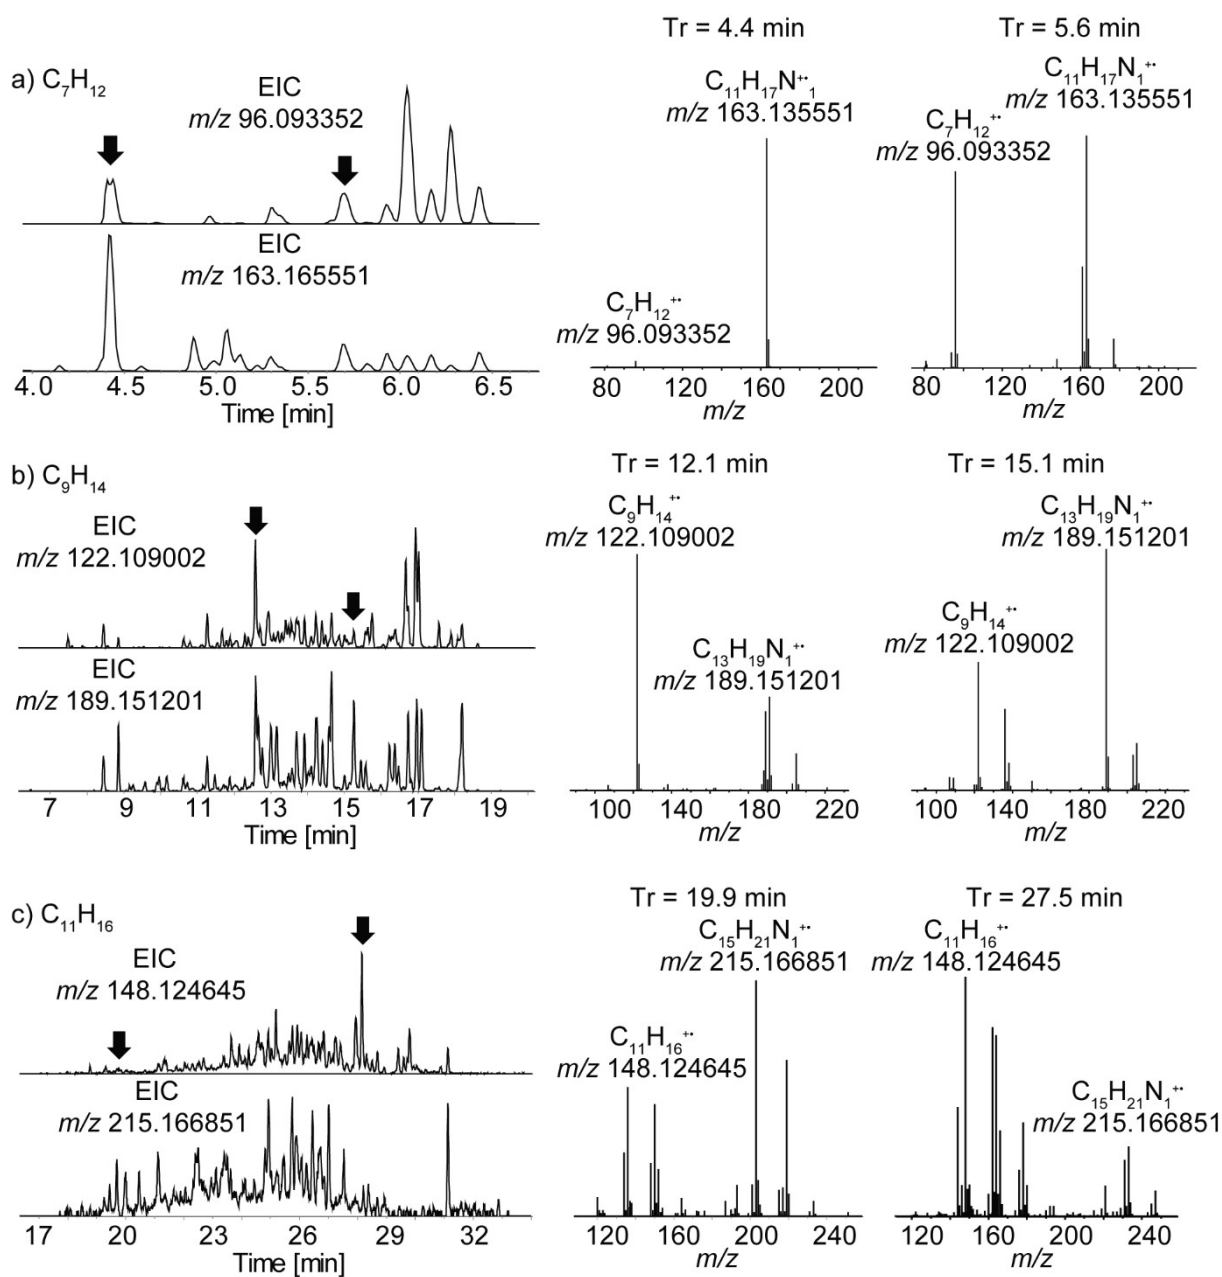 a) C₇H₁₂
EIC
m/z 96.093352
EIC
m/z 163.165551
4.0 4.5 5.0 5.5 6.0 6.5
Time [min]
Tr = 4.4 min
C₁₁H₁₇N⁺•₁
m/z 163.135551
C₇H₁₂⁺•
m/z 96.093352
80 120 160 200
m/z
Tr = 5.6 min
C₁₁H₁₇N₁⁺•
m/z 163.135551
C₇H₁₂⁺•
m/z 96.093352
80 120 160 200
m/z
b) C₉H₁₄
EIC
m/z 122.109002
EIC
m/z 189.151201
7 9 11 13 15 17 19
Time [min]
Tr = 12.1 min
C₉H₁₄⁺•
m/z 122.109002
C₁₃H₁₉N₁⁺•
m/z 189.151201
100 140 180 220
m/z
Tr = 15.1 min
C₁₃H₁₉N₁⁺•
m/z 189.151201
C₉H₁₄⁺•
m/z 122.109002
100 140 180 220
m/z
c) C₁₁H₁₆
EIC
m/z 148.124645
EIC
m/z 215.166851
17 20 23 26 29 32
Time [min]
Tr = 19.9 min
C₁₅H₂₁N₁⁺•
m/z 215.166851
C₁₁H₁₆⁺•
m/z 148.124645
120 160 200 240
m/z
Tr = 27.5 min
C₁₁H₁₆⁺•
m/z 148.124645
C₁₅H₂₁N₁⁺•
m/z 215.166851
120 160 200 240
m/z